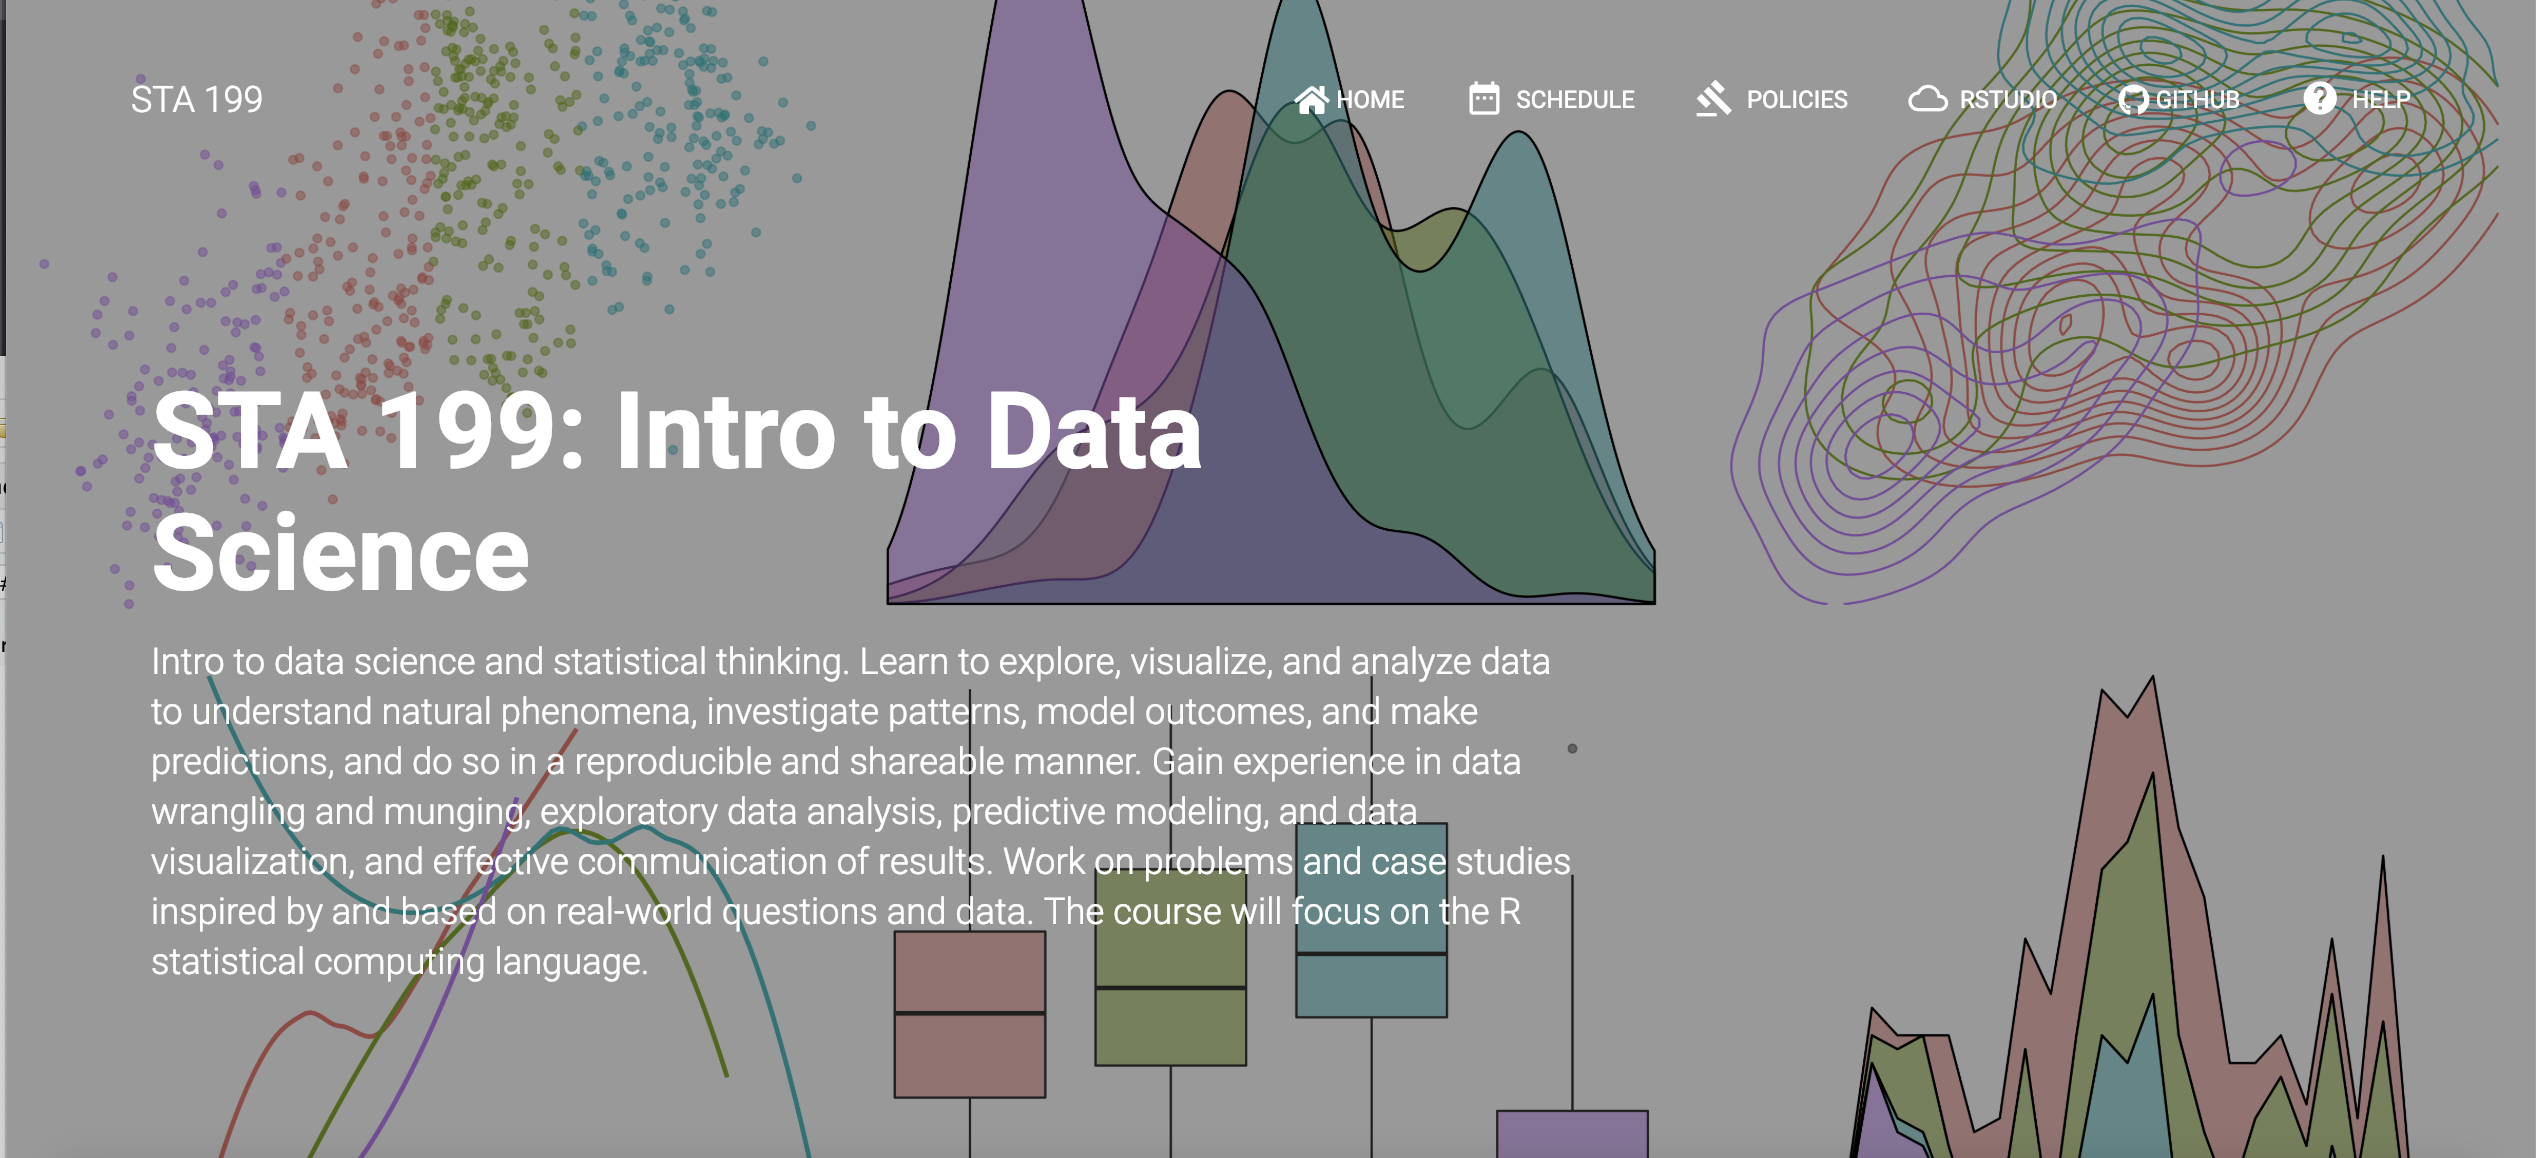 STA 199
HOME SCHEDULE POLICIES RSTUDIO GITHUB HELP
STA 199: Intro to Data
Science
Intro to data science and statistical thinking. Learn to explore, visualize, and analyze data
to understand natural phenomena, investigate patterns, model outcomes, and make
predictions, and do so in a reproducible and shareable manner. Gain experience in data
wrangling and munging, exploratory data analysis, predictive modeling, and data
visualization, and effective communication of results. Work on problems and case studies
inspired by and based on real-world questions and data. The course will focus on the R
statistical computing language.